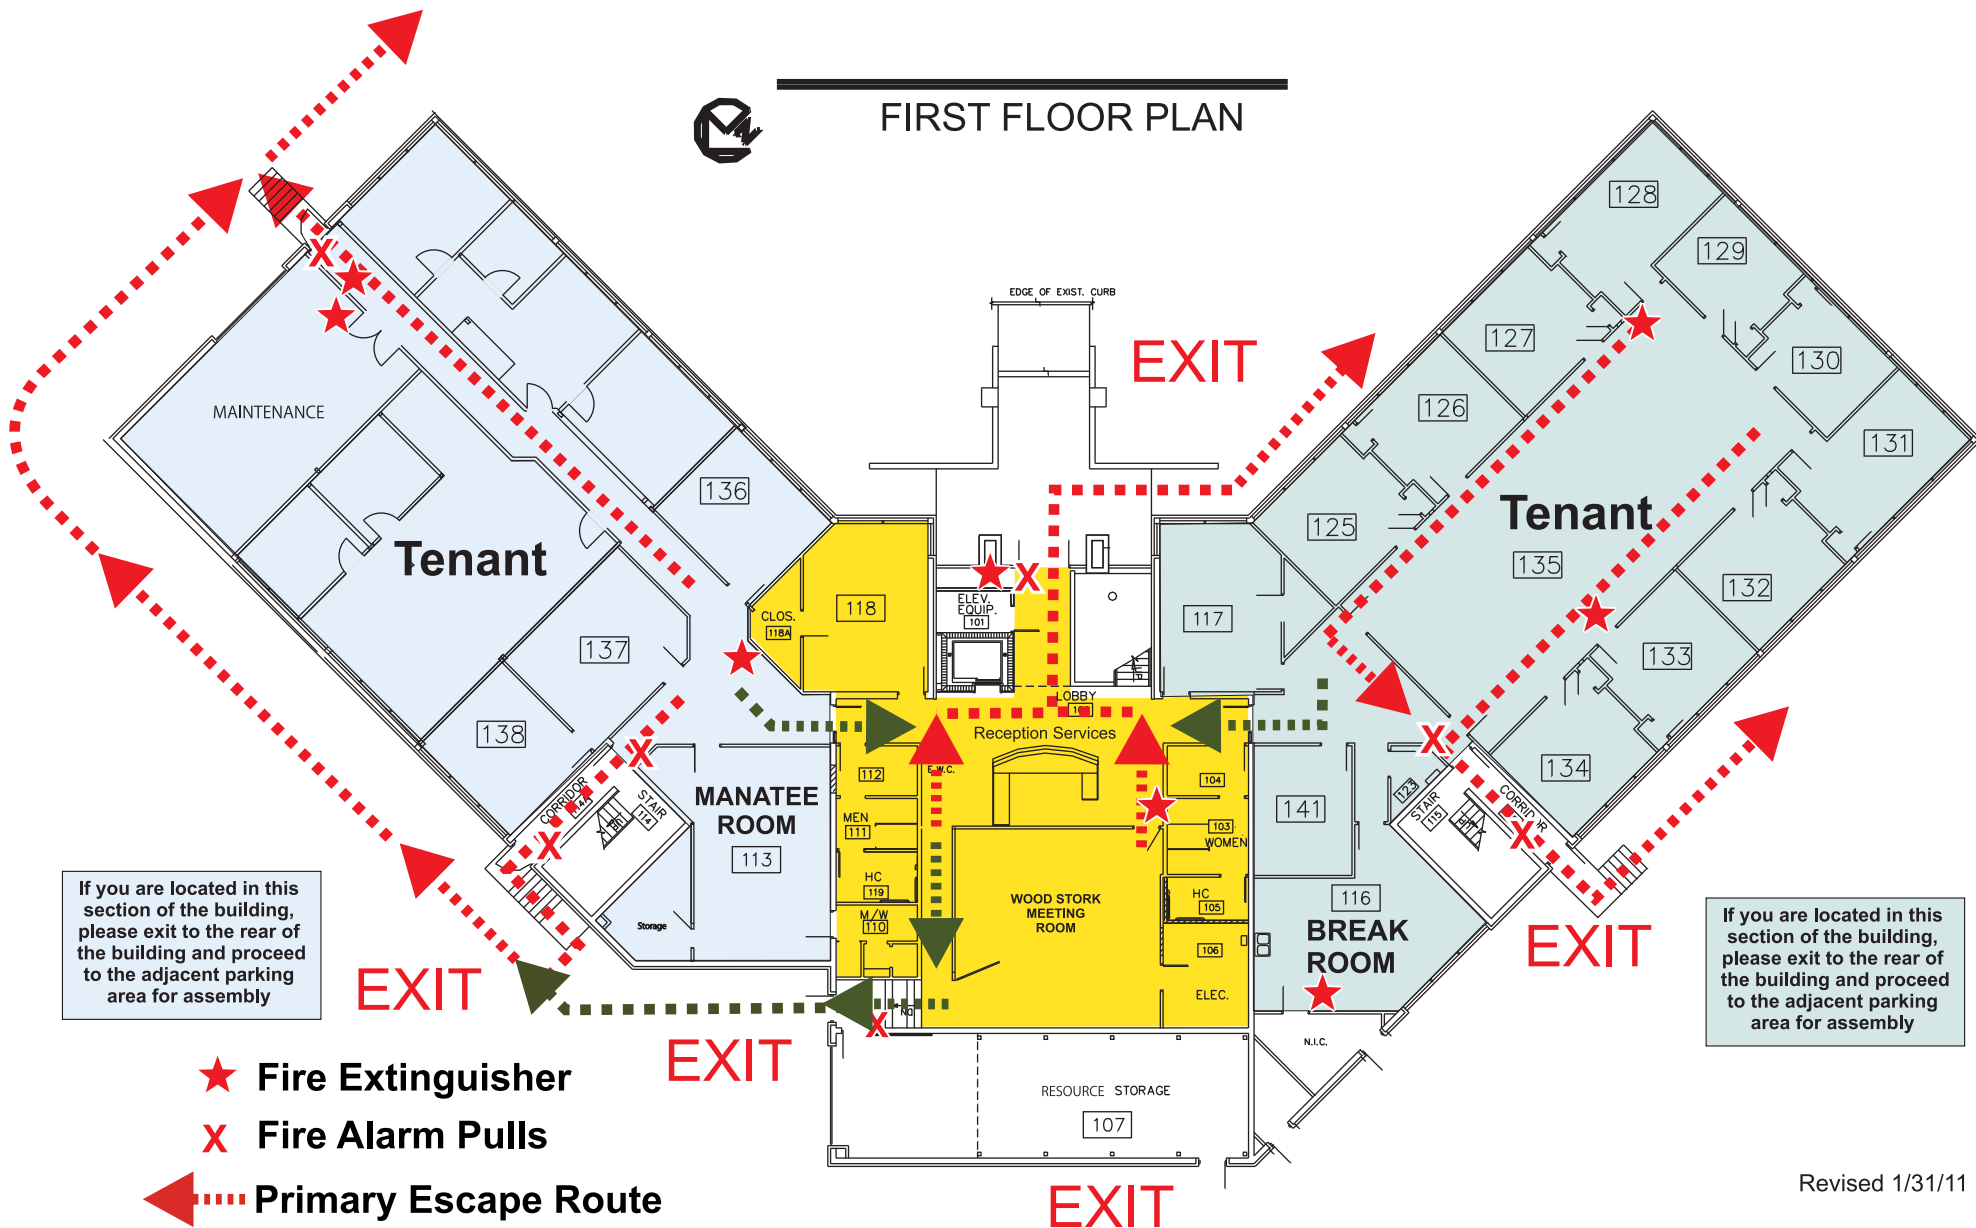 FIRST FLOOR PLAN
128
129
EDGE OF EXIST. CURB
127
130
EXIT
126
131
MAINTENANCE
136
Tenant
125
Tenant
135
132
CLOS.
118A
118
ELEV.
EQUIP.
101
117
137
133
LOBBY
Reception Services
138
E.W.C.
112
104
134
CORRIDOR
114A
STAIR
114
UP
MANATEE
ROOM
113
MEN
111
103
WOMEN
141
123
STAIR
115
UP
CORRIDOR
HC
119
HC
105
116
M/W
110
WOOD STORK
MEETING
ROOM
106
BREAK
ROOM
Storage
ELEC.
DN
EXIT
EXIT
EXIT
If you are located in this
section of the building,
please exit to the rear of
the building and proceed
to the adjacent parking
area for assembly
If you are located in this
section of the building,
please exit to the rear of
the building and proceed
to the adjacent parking
area for assembly
N.I.C.
RESOURCE STORAGE
107
X Fire Extinguisher
X Fire Alarm Pulls
Primary Escape Route
EXIT
Revised 1/31/11